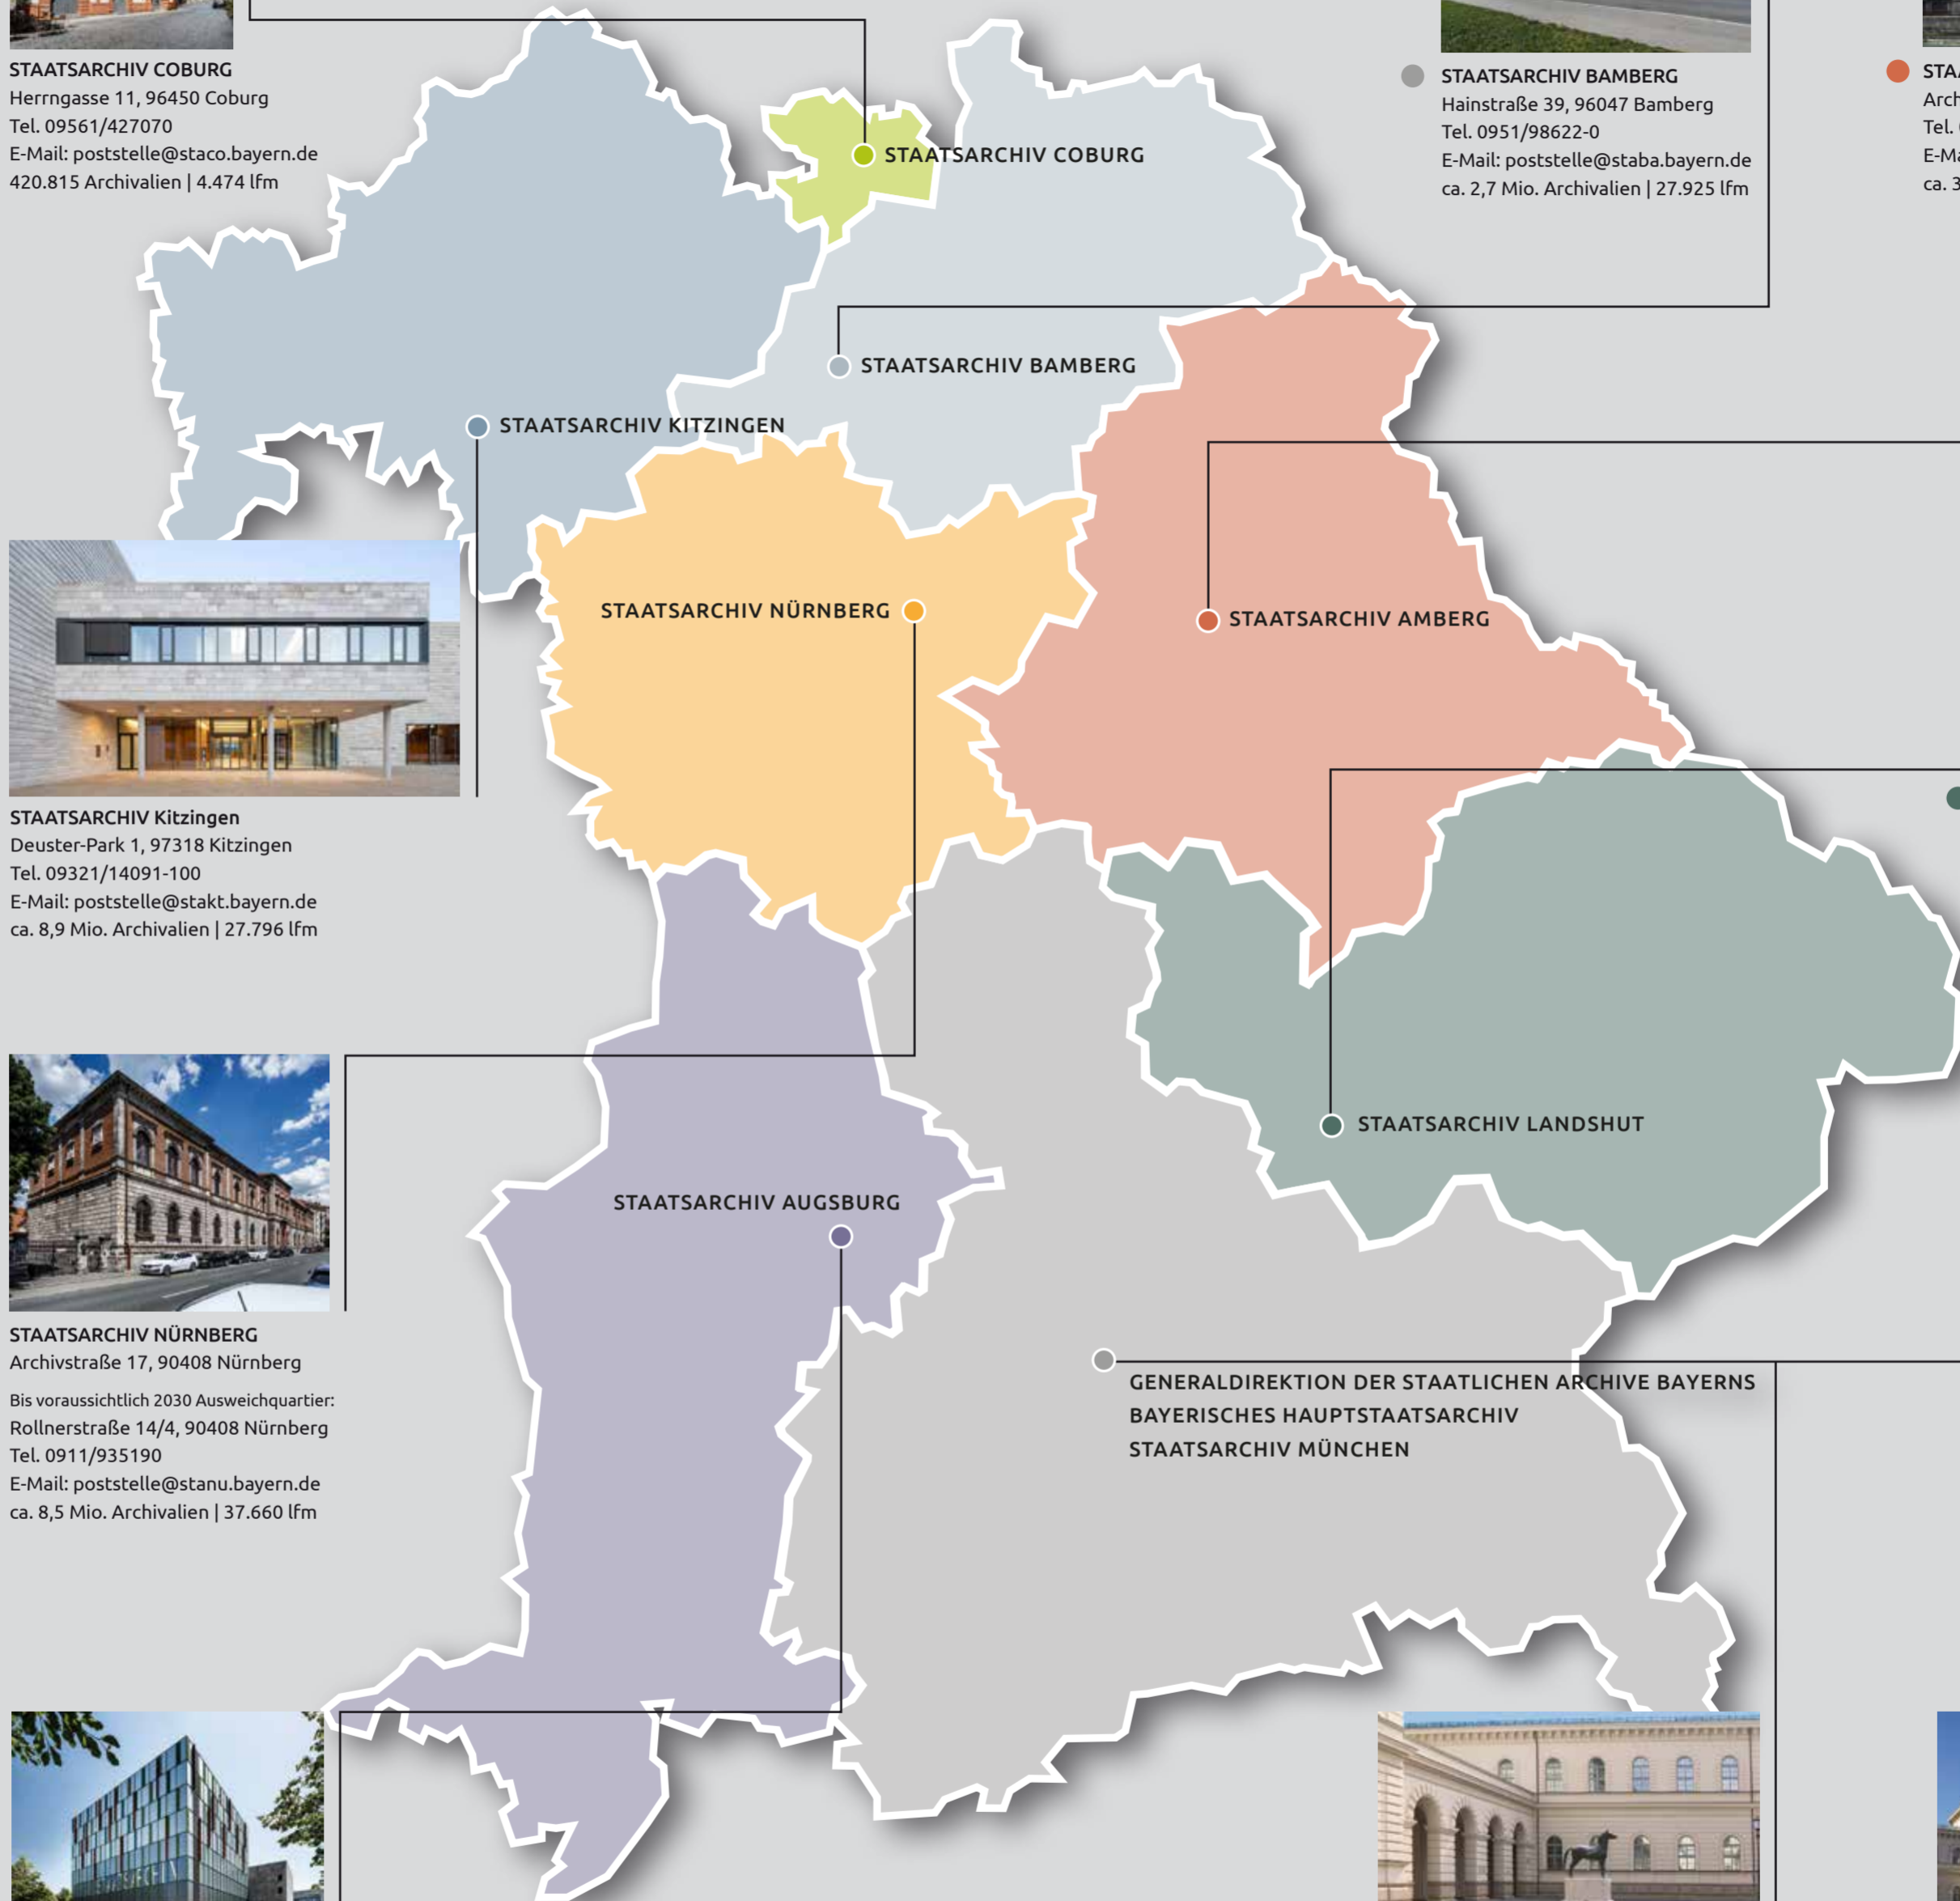 STAATSARCHIV COBURG
Herrngasse 11, 96450 Coburg
Tel. 09561/427070
E-Mail: poststelle@staco.bayern.de
420.815 Archivalien | 4.474 lfm
STAATSARCHIV BAMBERG
Hainstraße 39, 96047 Bamberg
Tel. 0951/98622-0
E-Mail: poststelle@staba.bayern.de
ca. 2,7 Mio. Archivalien | 27.925 lfm
Tel.
ca. 3
STAATSARCHIV COBURG
STAATSARCHIV BAMBERG
STAATSARCHIV KITZINGEN
STAATSARCHIV NÜRNBERG
STAATSARCHIV AMBERG
STAATSARCHIV Kitzingen
Deuster-Park 1, 97318 Kitzingen
Tel. 09321/14091-100
E-Mail: poststelle@stakt.bayern.de
ca. 8,9 Mio. Archivalien | 27.796 lfm
STAATSARCHIV LANDSHUT
STAATSARCHIV AUGSBURG
STAATSARCHIV NÜRNBERG
Archivstraße 17, 90408 Nürnberg
Bis voraussichtlich 2030 Ausweichquartier:
Rollnerstraße 14/4, 90408 Nürnberg
Tel. 0911/935190
E-Mail: poststelle@stanu.bayern.de
ca. 8,5 Mio. Archivalien | 37.660 lfm
GENERALDIREKTION DER STAATLICHEN ARCHIVE BAYERNS
BAYERISCHES HAUPTSTAATSARCHIV
STAATSARCHIV MÜNCHEN